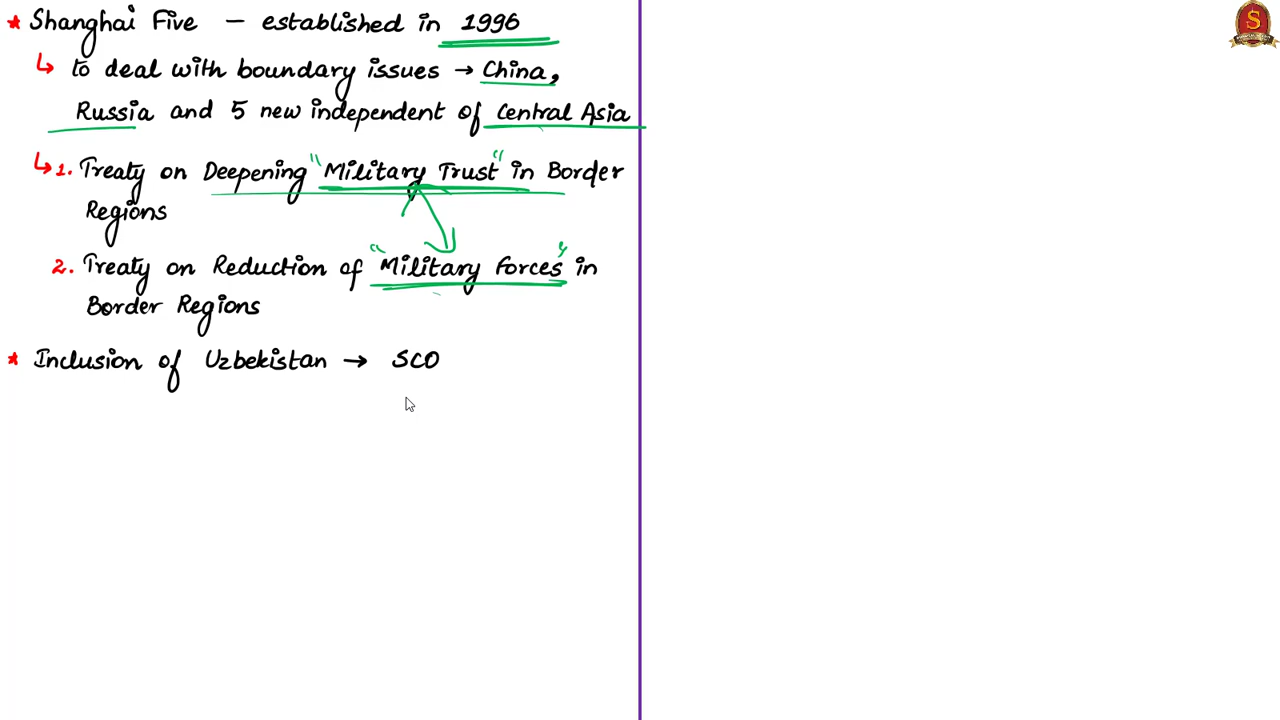 * Shanghai Five – established in 1996
↳ to deal with boundary issues → China,
Russia and 5 new independent of Central Asia
↳ 1. Treaty on Deepening "Military Trust" in Border
Regions
2. Treaty on Reduction of "Military Forces" in
Border Regions
* Inclusion of Uzbekistan → SCO
S